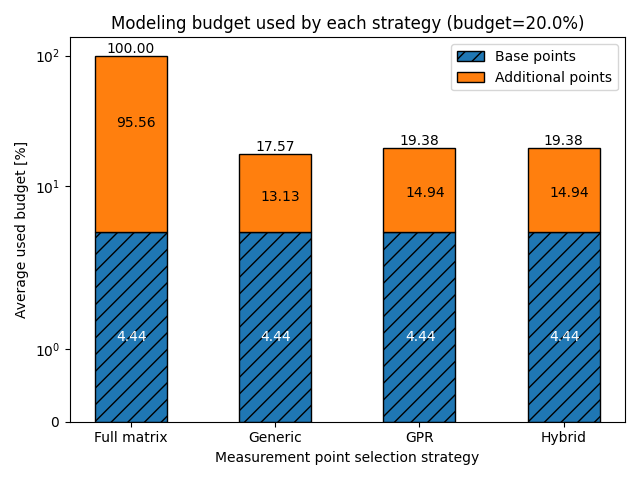 Modeling budget used by each strategy (budget=20.0%)
Average used budget [%]
10²
10¹
10⁰
0
Base points
Additional points
100.00
95.56
4.44
17.57
13.13
4.44
19.38
14.94
4.44
19.38
14.94
4.44
Full matrix
Generic
GPR
Hybrid
Measurement point selection strategy